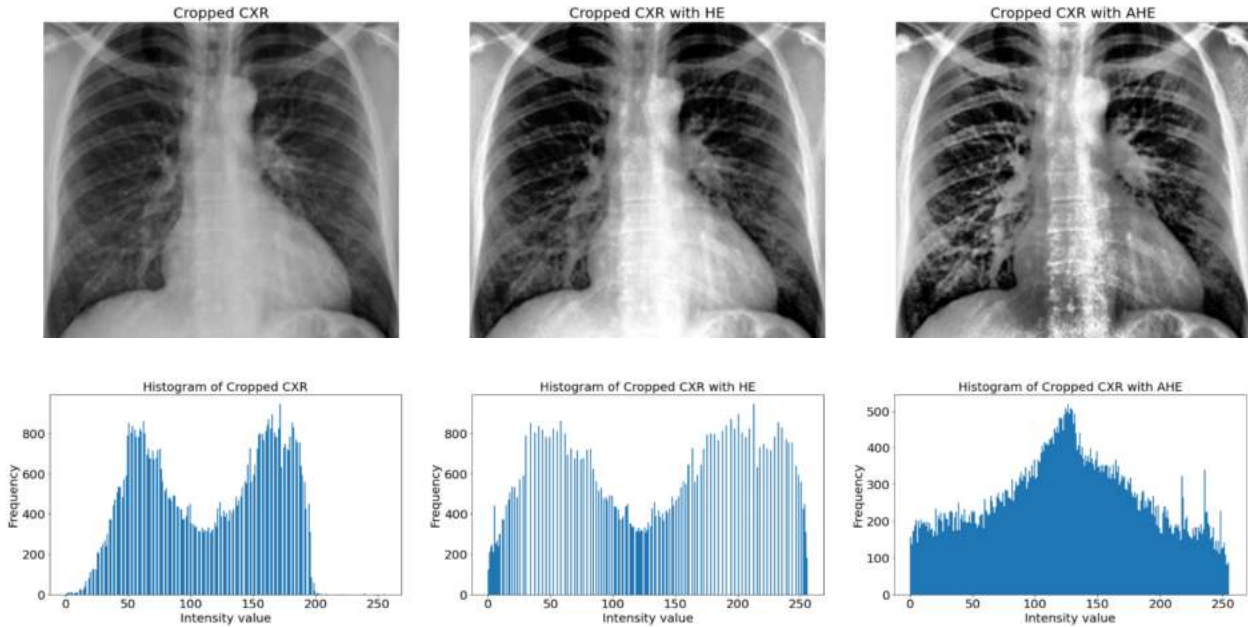 Cropped CXR
Cropped CXR with HE
Cropped CXR with AHE
Histogram of Cropped CXR
Frequency
800
600
400
200
0
0 50 100 150 200 250
Intensity value
Histogram of Cropped CXR with HE
Frequency
800
600
400
200
0
0 50 100 150 200 250
Intensity value
Histogram of Cropped CXR with AHE
Frequency
500
400
300
200
100
0
0 50 100 150 200 250
Intensity value